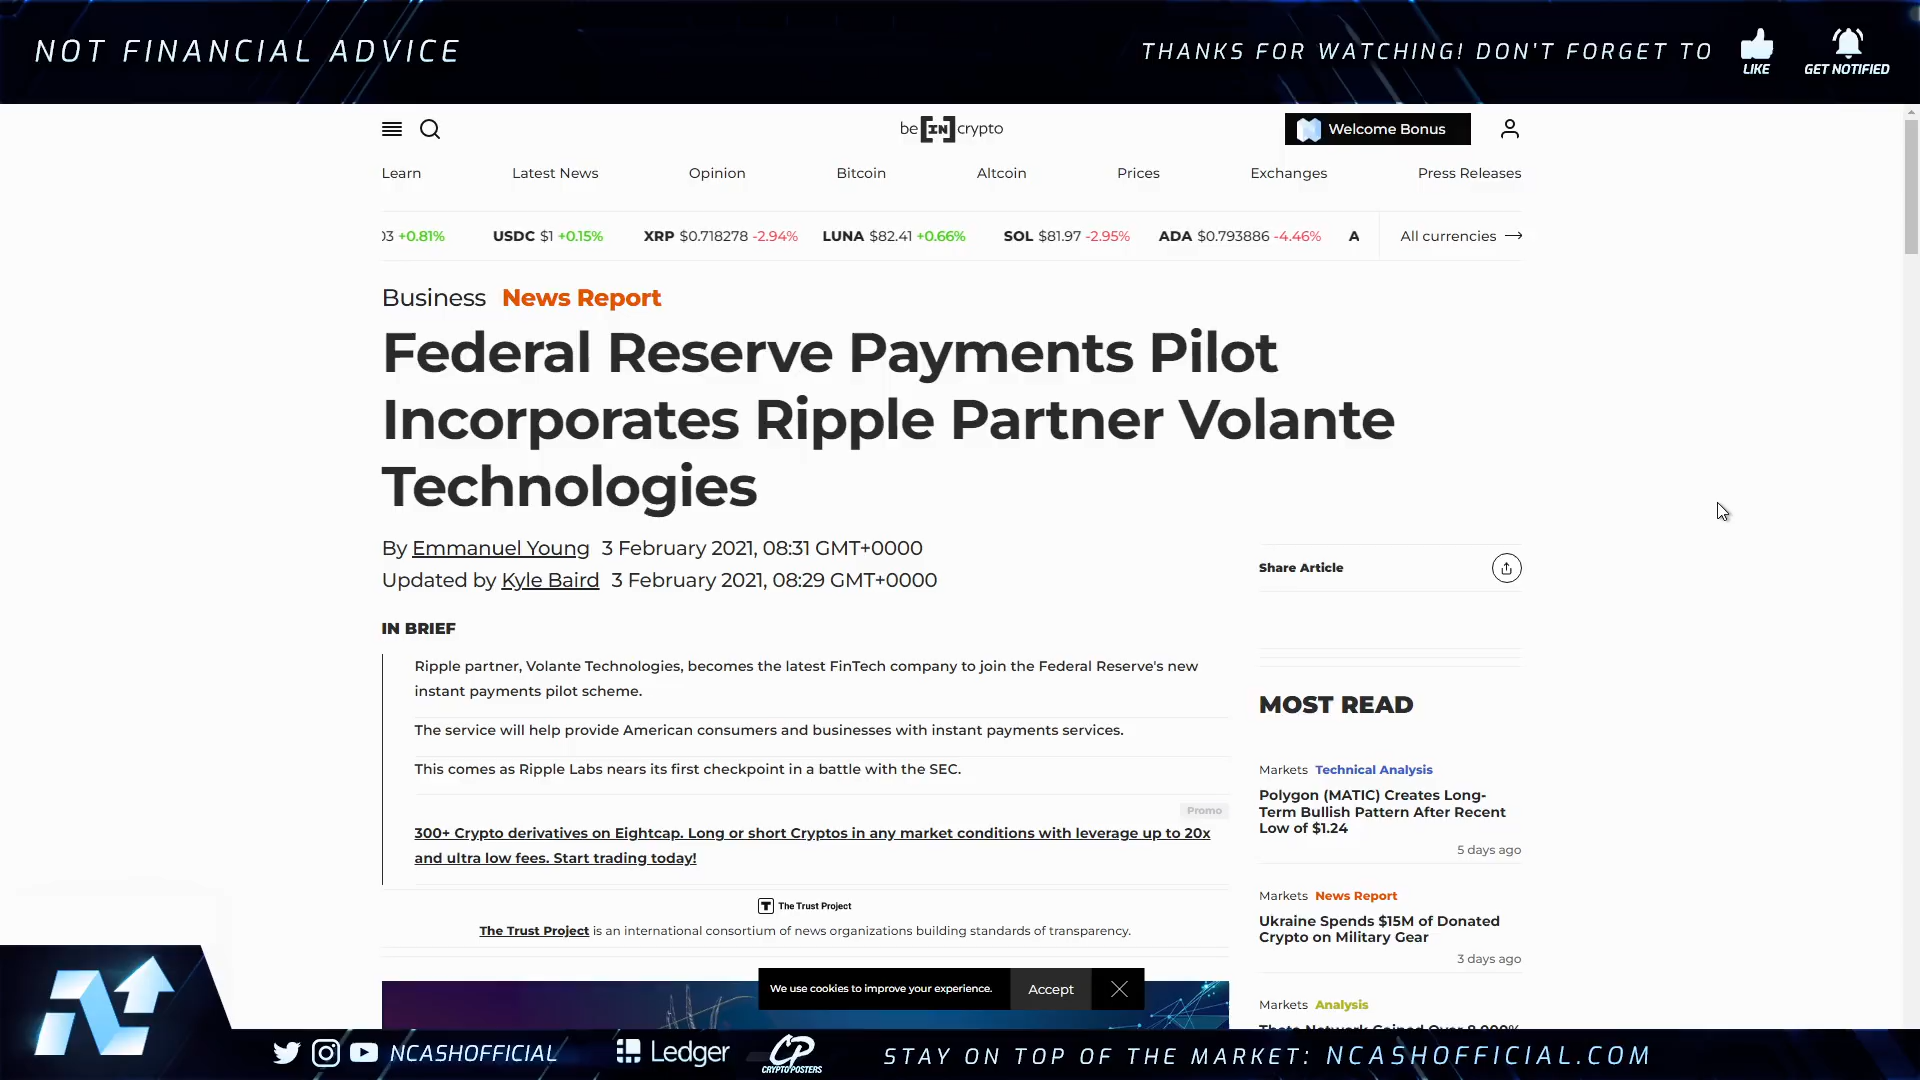 NOT FINANCIAL ADVICE
THANKS FOR WATCHING! DON'T FORGET TO
LIKE
GET NOTIFIED
be[IN]crypto
Welcome Bonus
Learn
Latest News
Opinion
Bitcoin
Altcoin
Prices
Exchanges
Press Releases
03 +0.81%
USDC $1 +0.15%
XRP $0.718278 -2.94%
LUNA $82.41 +0.66%
SOL $81.97 -2.95%
ADA $0.793886 -4.46%
A
All currencies
Business News Report
Federal Reserve Payments Pilot
Incorporates Ripple Partner Volante
Technologies
By Emmanuel Young 3 February 2021, 08:31 GMT+0000
Updated by Kyle Baird 3 February 2021, 08:29 GMT+0000
IN BRIEF
Ripple partner, Volante Technologies, becomes the latest FinTech company to join the Federal Reserve's new
instant payments pilot scheme.
The service will help provide American consumers and businesses with instant payments services.
This comes as Ripple Labs nears its first checkpoint in a battle with the SEC.
Promo
300+ Crypto derivatives on Eightcap. Long or short Cryptos in any market conditions with leverage up to 20x
and ultra low fees. Start trading today!
The Trust Project
The Trust Project is an international consortium of news organizations building standards of transparency.
Share Article
MOST READ
Markets Technical Analysis
Polygon (MATIC) Creates Long-
Term Bullish Pattern After Recent
Low of $1.24
5 days ago
Markets News Report
Ukraine Spends $15M of Donated
Crypto on Military Gear
3 days ago
Markets Analysis
Theta Network Gained Over 8,000%
We use cookies to improve your experience.
Accept
NCASHOFFICIAL
Ledger
CP
CRYPTOPOSTERS
STAY ON TOP OF THE MARKET: NCASHOFFICIAL.COM